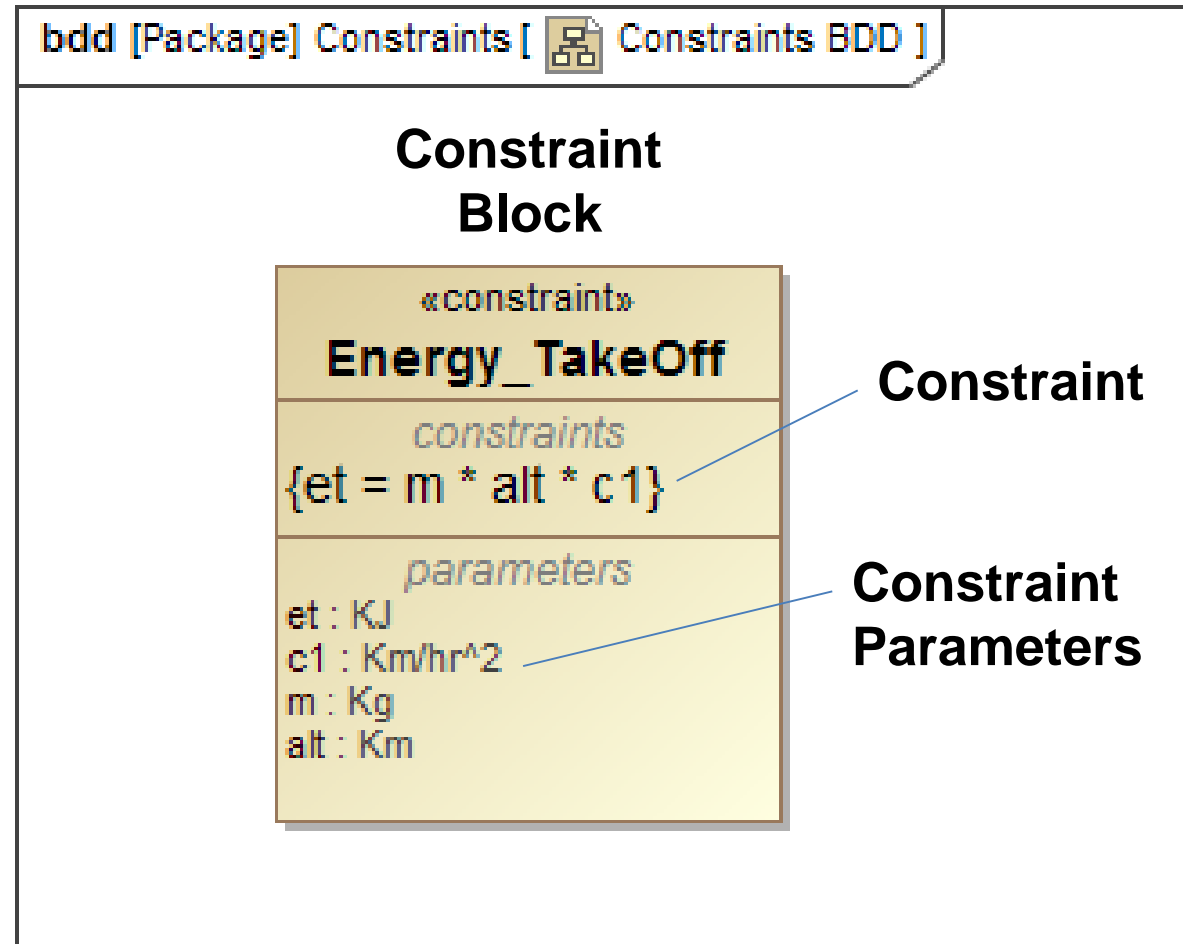 bdd [Package] Constraints [ Constraints BDD ]
Constraint
Block
«constraint»
Energy_TakeOff
constraints
{et = m * alt * c1}
Constraint
parameters
et : KJ
c1 : Km/hr^2
m : Kg
alt : Km
Constraint
Parameters